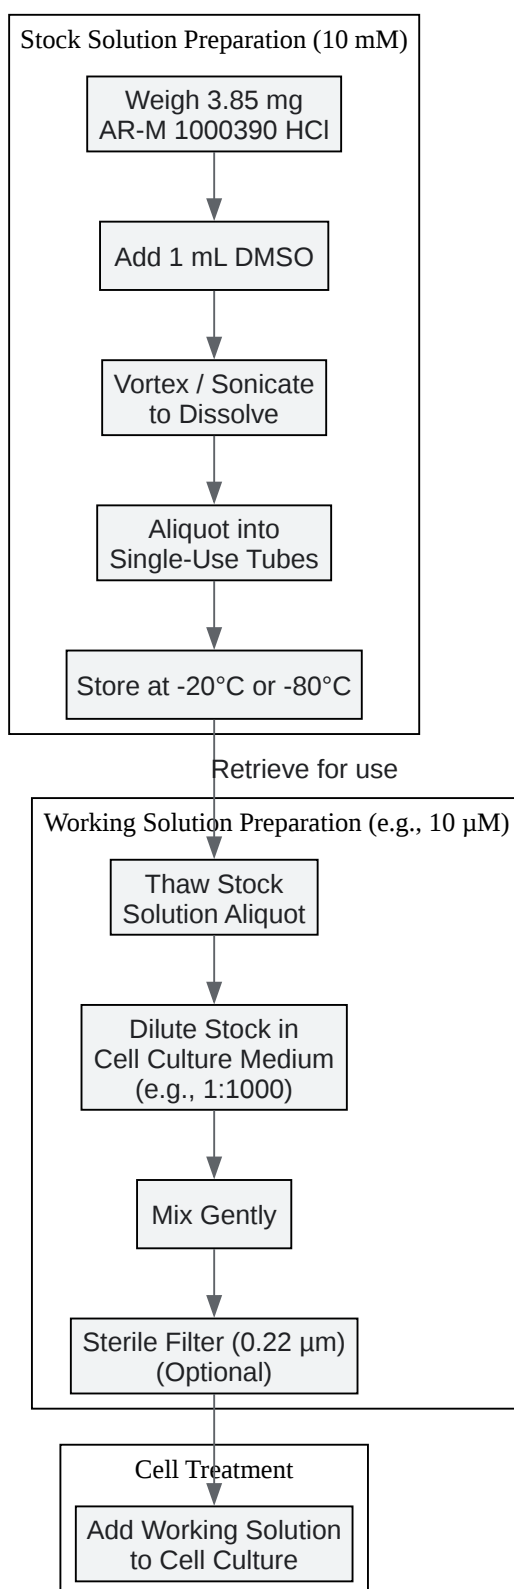 Stock Solution Preparation (10 mM)
Weigh 3.85 mg
AR-M 1000390 HCl
Add 1 mL DMSO
Vortex / Sonicate
to Dissolve
Aliquot into
Single-Use Tubes
Store at -20°C or -80°C
Retrieve for use
Working Solution Preparation (e.g., 10 µM)
Thaw Stock
Solution Aliquot
Dilute Stock in
Cell Culture Medium
(e.g., 1:1000)
Mix Gently
Sterile Filter (0.22 µm)
(Optional)
Cell Treatment
Add Working Solution
to Cell Culture